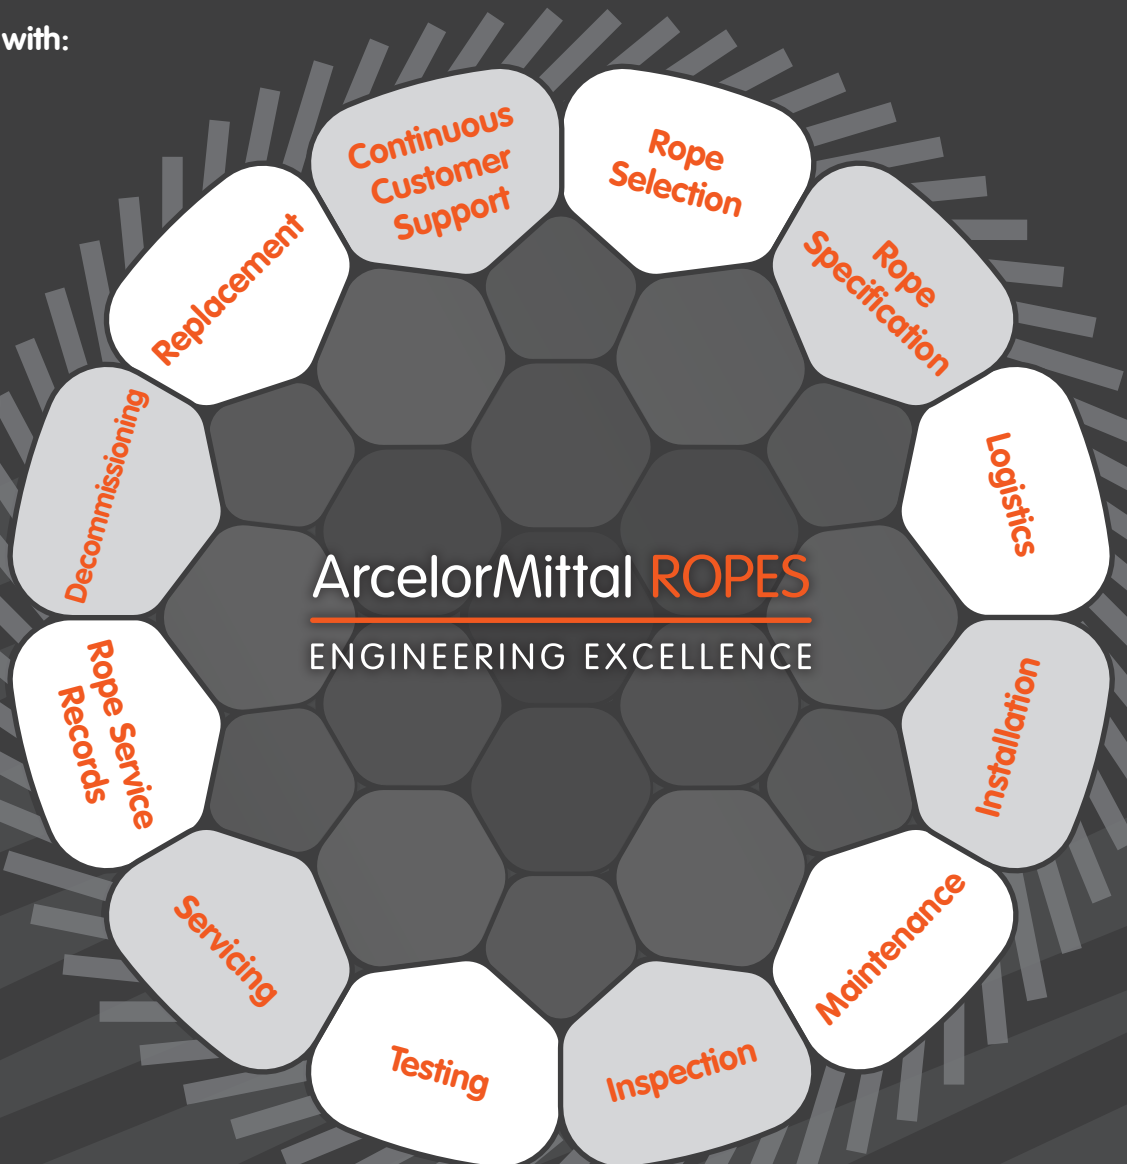 with:
Continuous
Customer
Support
Rope
Selection
Rope
Specification
Logistics
Installation
Maintenance
Inspection
Testing
Servicing
Rope Service
Records
Decommissioning
Replacement
ArcelorMittal ROPES
ENGINEERING EXCELLENCE